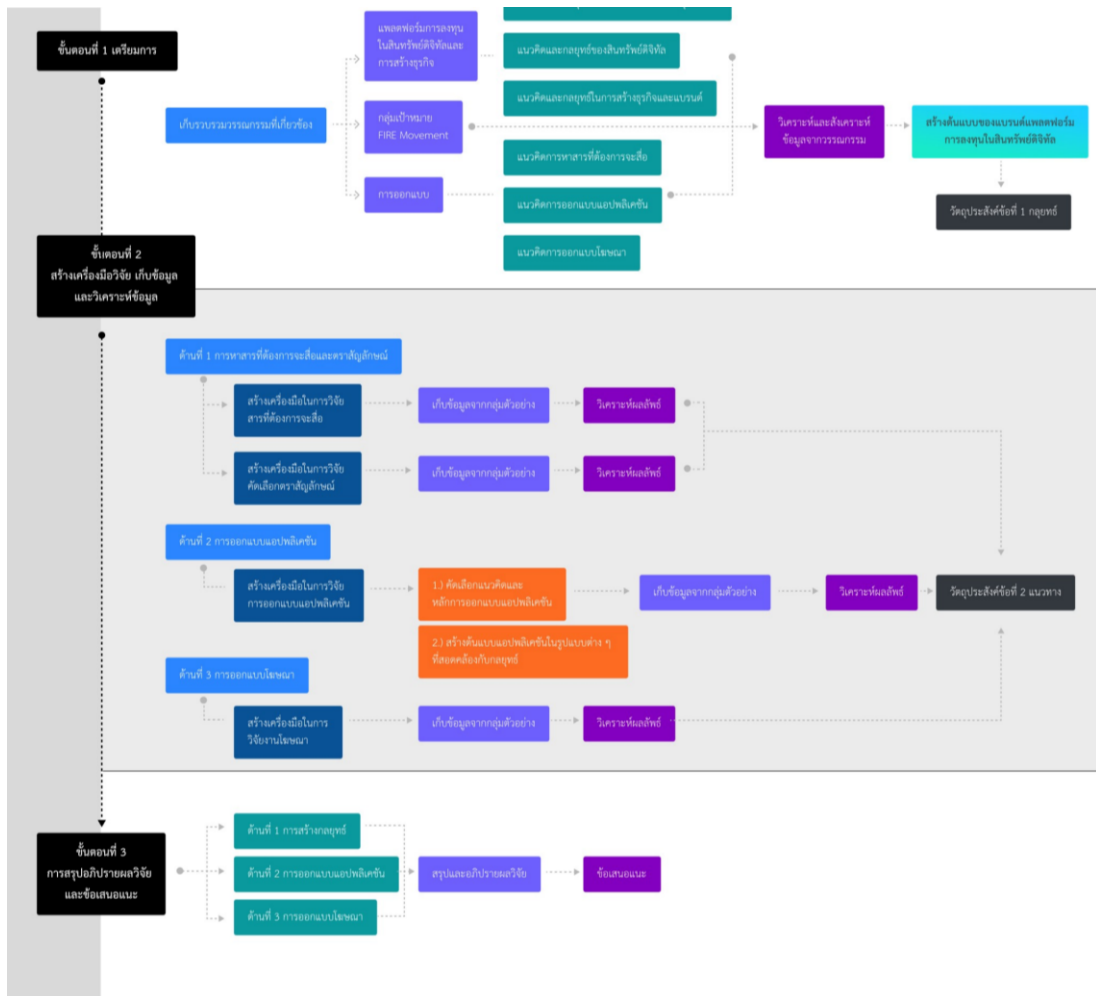 ขั้นตอนที่ 1 เตรียมการ
เก็บรวบรวมวรรณกรรมที่เกี่ยวข้อง
แพลตฟอร์มการลงทุน
ในสินทรัพย์ดิจิทัลและ
การสร้างธุรกิจ
กลุ่มเป้าหมาย
FIRE Movement
การออกแบบ
แนวคิดและกลยุทธ์ของสินทรัพย์ดิจิทัล
แนวคิดและกลยุทธ์ในการสร้างธุรกิจและแบรนด์
แนวคิดการหาสารที่ต้องการจะสื่อ
แนวคิดการออกแบบแอปพลิเคชัน
แนวคิดการออกแบบโฆษณา
วิเคราะห์และสังเคราะห์
ข้อมูลจากวรรณกรรม
สร้างต้นแบบของแบรนด์แพลตฟอร์ม
การลงทุนในสินทรัพย์ดิจิทัล
วัตถุประสงค์ข้อที่ 1 กลุยทธ์
ขั้นตอนที่ 2
สร้างเครื่องมือวิจัย เก็บข้อมูล
และวิเคราะห์ข้อมูล
ด้านที่ 1 การหาสารที่ต้องการจะสื่อและตราสัญลักษณ์
สร้างเครื่องมือในการวิจัย
สารที่ต้องการจะสื่อ
เก็บข้อมูลจากกลุ่มตัวอย่าง
วิเคราะห์ผลลัพธ์
สร้างเครื่องมือในการวิจัย
คัดเลือกตราสัญลักษณ์
เก็บข้อมูลจากกลุ่มตัวอย่าง
วิเคราะห์ผลลัพธ์
ด้านที่ 2 การออกแบบแอปพลิเคชัน
สร้างเครื่องมือในการวิจัย
การออกแบบแอปพลิเคชัน
1.) คัดเลือกแนวคิดและ
หลักการออกแบบแอปพลิเคชัน
2.) สร้างต้นแบบแอปพลิเคชันในรูปแบบต่าง ๆ
ที่สอดคล้องกับกลยุทธ์
เก็บข้อมูลจากกลุ่มตัวอย่าง
วิเคราะห์ผลลัพธ์
วัตถุประสงค์ข้อที่ 2 แนวทาง
ด้านที่ 3 การออกแบบโฆษณา
สร้างเครื่องมือในการ
วิจัยงานโฆษณา
เก็บข้อมูลจากกลุ่มตัวอย่าง
วิเคราะห์ผลลัพธ์
ขั้นตอนที่ 3
การสรุปอภิปรายผลวิจัย
และข้อเสนอแนะ
ด้านที่ 1 การสร้างกลยุทธ์
ด้านที่ 2 การออกแบบแอปพลิเคชัน
ด้านที่ 3 การออกแบบโฆษณา
สรุปและอภิปรายผลวิจัย
ข้อเสนอแนะ